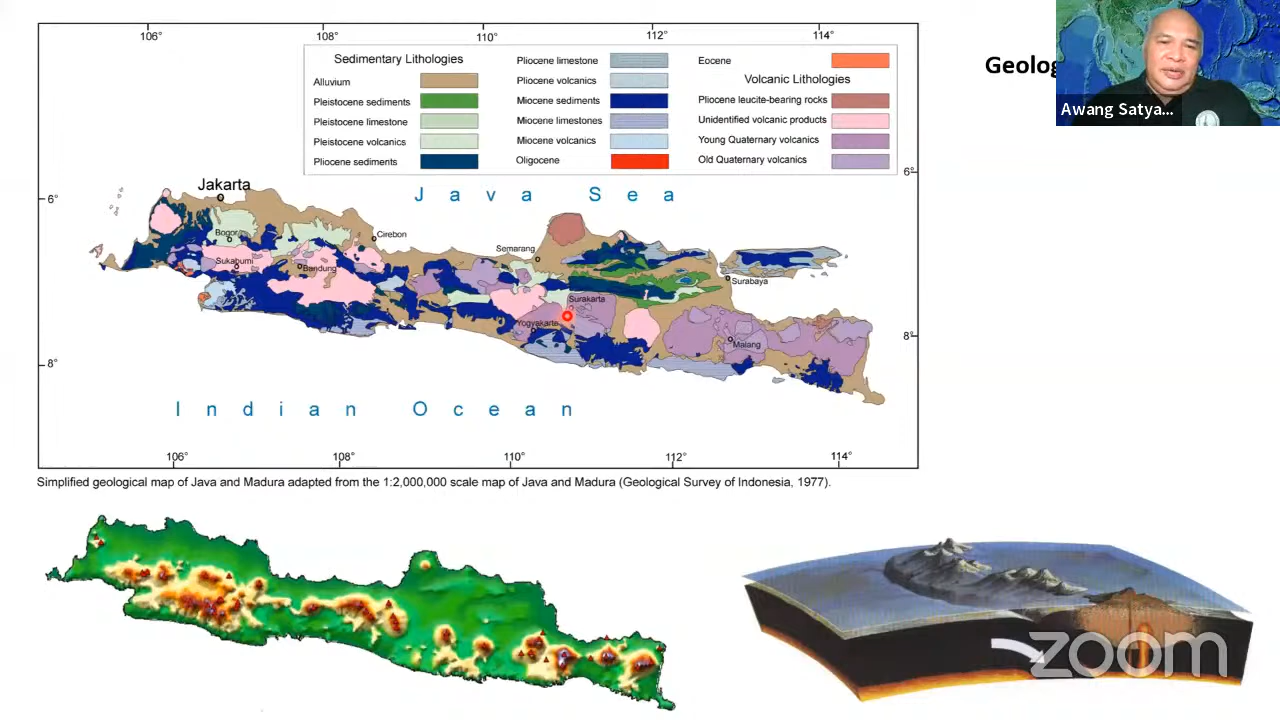 106°
108°
110°
112°
114°
Sedimentary Lithologies
Alluvium
Pleistocene sediments
Pleistocene limestone
Pleistocene volcanics
Pliocene sediments
Pliocene limestone
Pliocene volcanics
Miocene sediments
Miocene limestones
Miocene volcanics
Oligocene
Eocene
Volcanic Lithologies
Pliocene leucite-bearing rocks
Unidentified volcanic products
Young Quaternary volcanics
Old Quaternary volcanics
Geolog
Awang Satya...
6°
6°
Jakarta
Java Sea
Bogor
Cirebon
Semarang
Sukabumi
Bandung
Surabaya
Surakarta
Yogyakarta
Malang
8°
8°
Indian Ocean
106°
108°
110°
112°
114°
Simplified geological map of Java and Madura adapted from the 1:2,000,000 scale map of Java and Madura (Geological Survey of Indonesia, 1977).
zoom